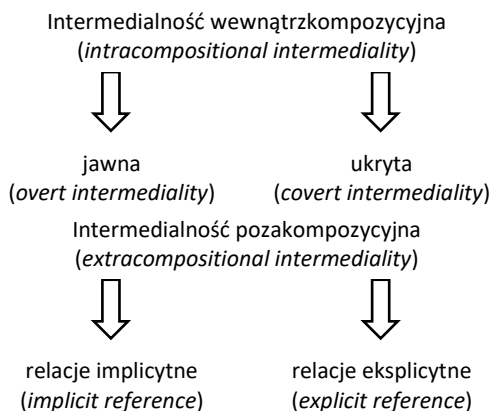 Intermedialność wewnątrzkompozycyjna
(intracompositional intermediality)
jawna
(overt intermediality)
ukryta
(covert intermediality)
Intermedialność pozakompozycyjna
(extracompositional intermediality)
relacje implicytne
(implicit reference)
relacje eksplicytne
(explicit reference)